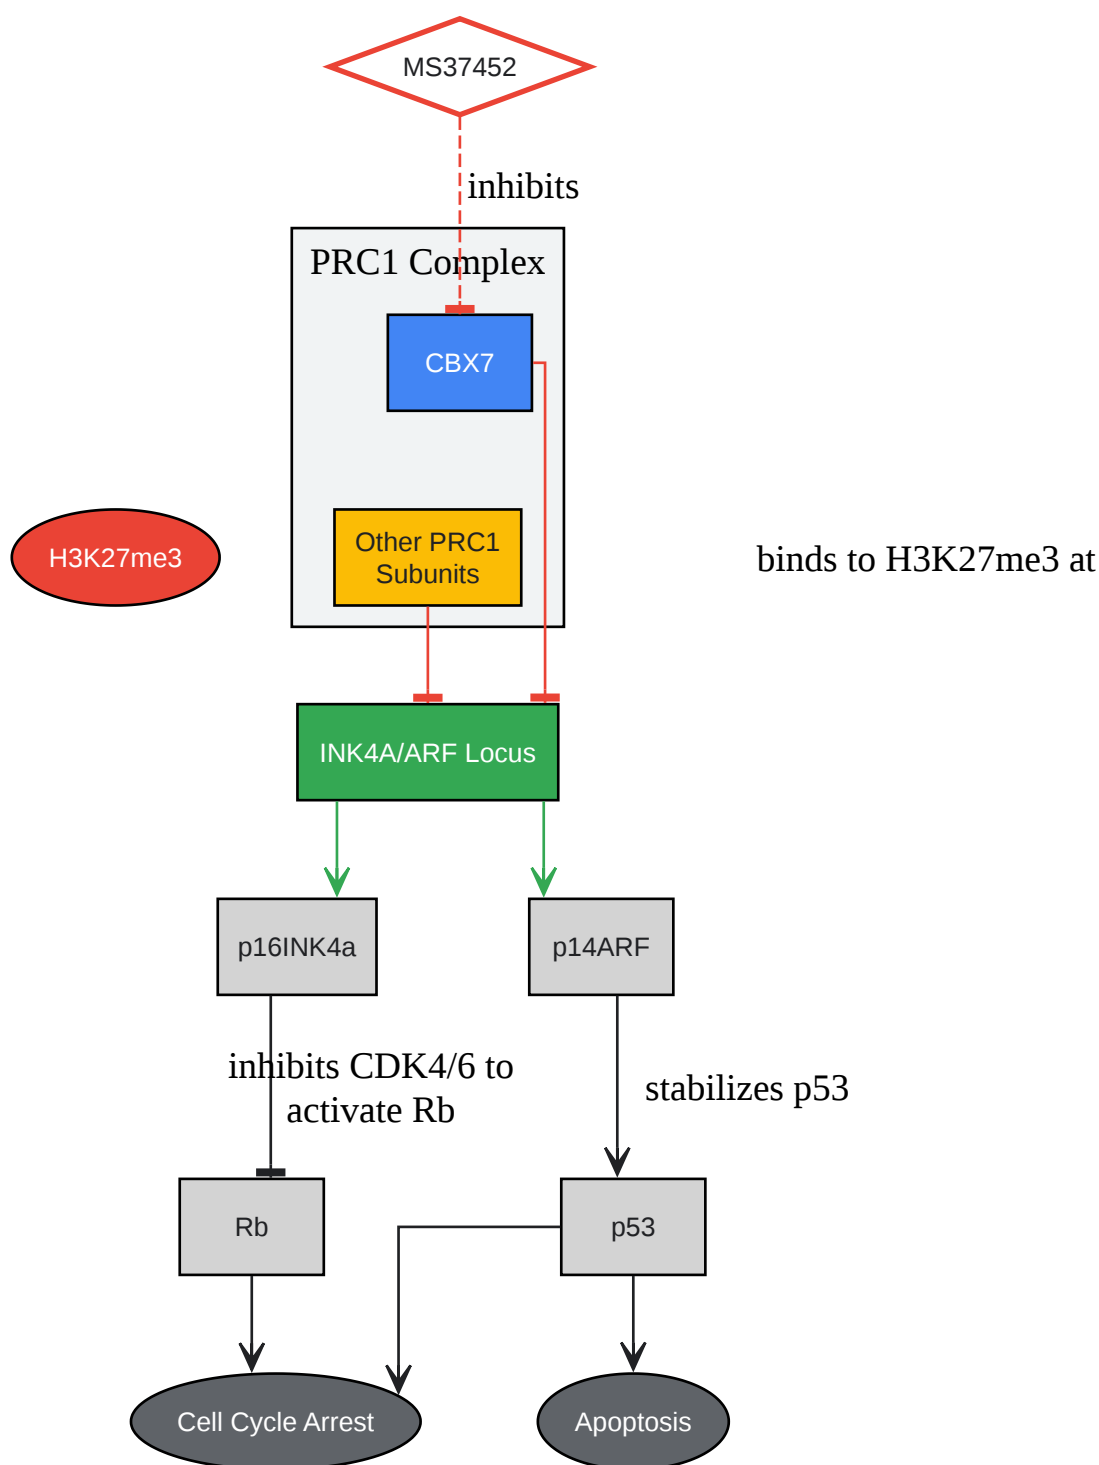 MS37452
inhibits
PRC1 Complex
CBX7
Other PRC1
Subunits
H3K27me3
binds to H3K27me3 at
INK4A/ARF Locus
p16INK4a
p14ARF
inhibits CDK4/6 to
activate Rb
stabilizes p53
Rb
p53
Cell Cycle Arrest
Apoptosis